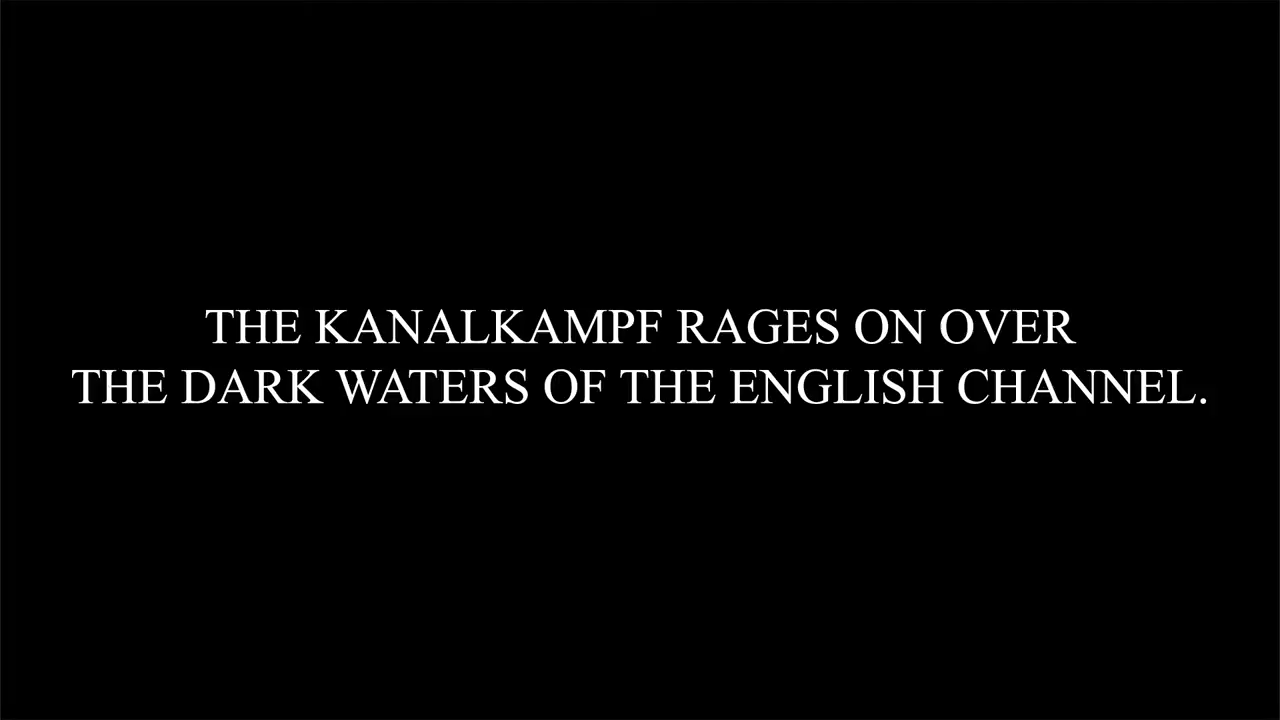 THE KANALKAMPF RAGES ON OVER
THE DARK WATERS OF THE ENGLISH CHANNEL.